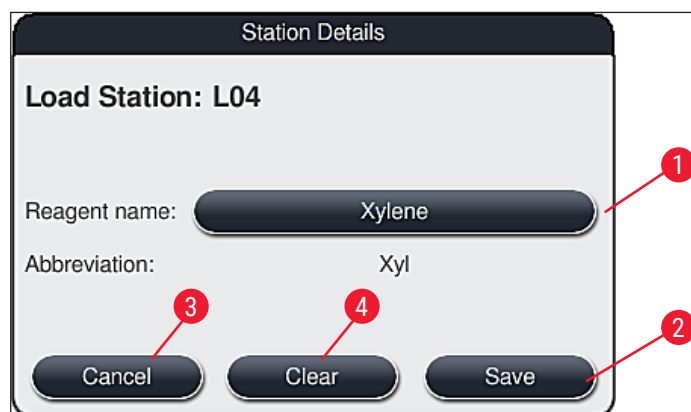 Station Details
Load Station: L04
1
Reagent name: Xylene
Abbreviation: Xyl
3 4
2
Cancel Clear Save